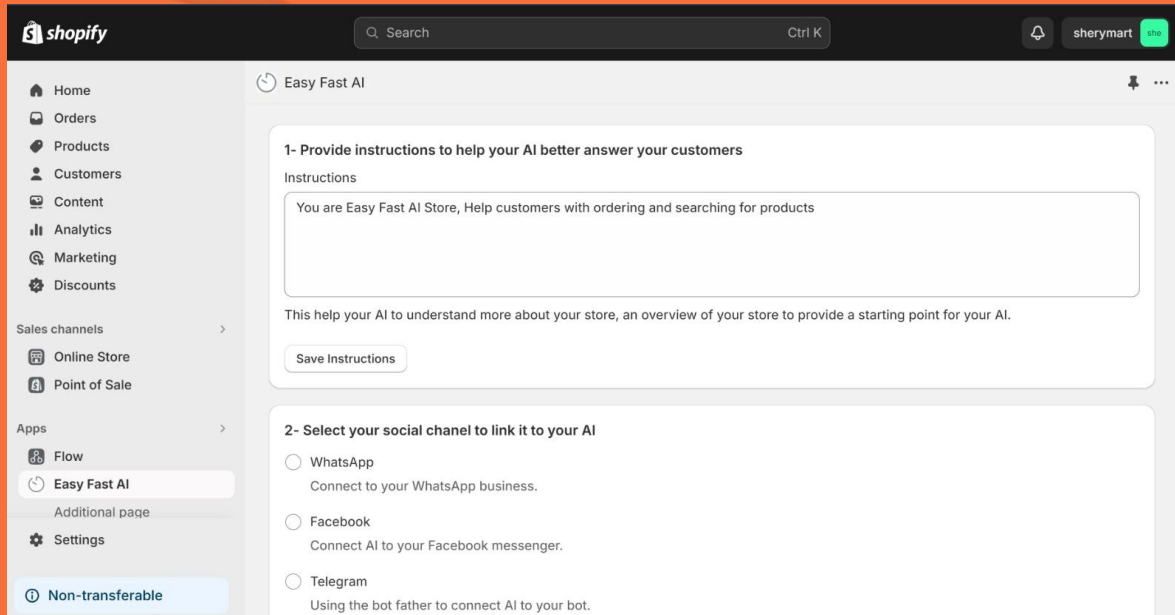 shopify
Search
Ctrl K
sherymart
she
Home
Orders
Products
Customers
Content
Analytics
Marketing
Discounts
Sales channels
Online Store
Point of Sale
Apps
Flow
Easy Fast AI
Additional page
Settings
Non-transferable
Easy Fast AI
1- Provide instructions to help your AI better answer your customers
Instructions
You are Easy Fast AI Store, Help customers with ordering and searching for products
This help your AI to understand more about your store, an overview of your store to provide a starting point for your AI.
Save Instructions
2- Select your social chanel to link it to your AI
WhatsApp
Connect to your WhatsApp business.
Facebook
Connect AI to your Facebook messenger.
Telegram
Using the bot father to connect AI to your bot.